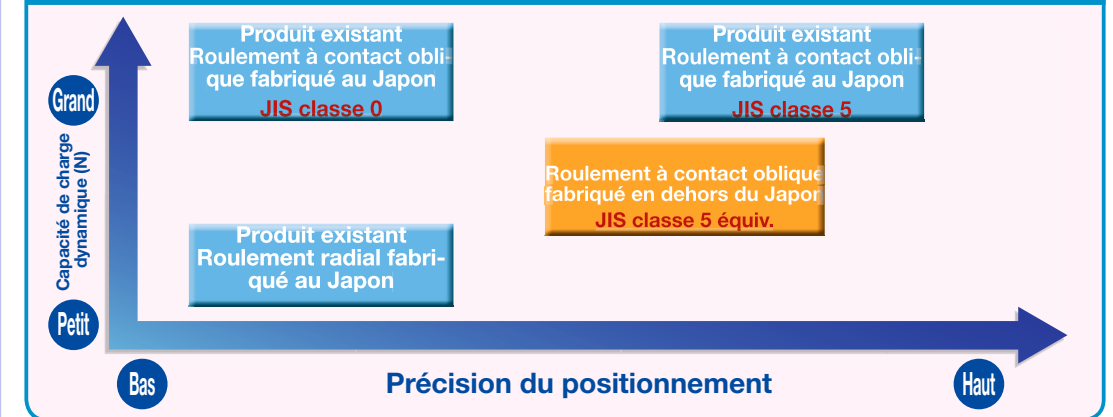 Produit existant
Roulement à contact obli-
que fabriqué au Japon
JIS classe 0
Produit existant
Roulement à contact obli-
que fabriqué au Japon
JIS classe 5
Grand
Roulement à contact oblique
fabriqué en dehors du Japon
JIS classe 5 équiv.
Capacité de charge
dynamique (N)
Produit existant
Roulement radial fabri-
qué au Japon
Petit
Bas
Précision du positionnement
Haut